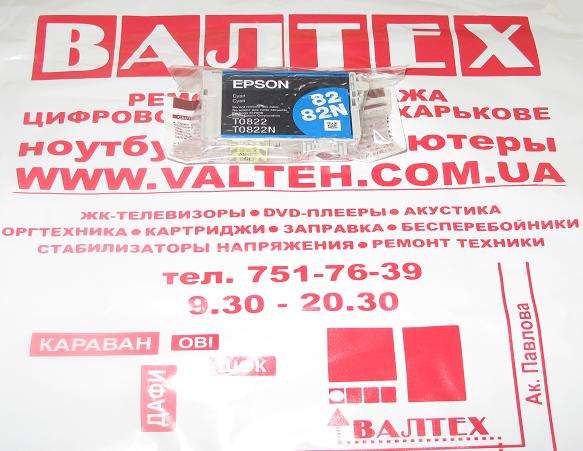 ВАЛТЕХ
ЖА
ЦИФРОВО ХАРЬКОВЕ
EPSON
Cyan
Cyan
T0822
T0822N
82
82N
ноутбу ютеры
WWW.VALTEH.COM.UA
ЖК-ТЕЛЕВИЗОРЫ ● DVD-ПЛЕЕРЫ ● АКУСТИКА
ОРГТЕХНИКА ● КАРТРИДЖИ ● ЗАПРАВКА ● БЕСПЕРЕБОЙНИКИ
СТАБИЛИЗАТОРЫ НАПРЯЖЕНИЯ ● РЕМОНТ ТЕХНИКИ
тел. 751-76-39
9.30 - 20.30
КАРАВАН
ОВІ
ДАФИ
ВАЛТЕХ
Ак. Павлова